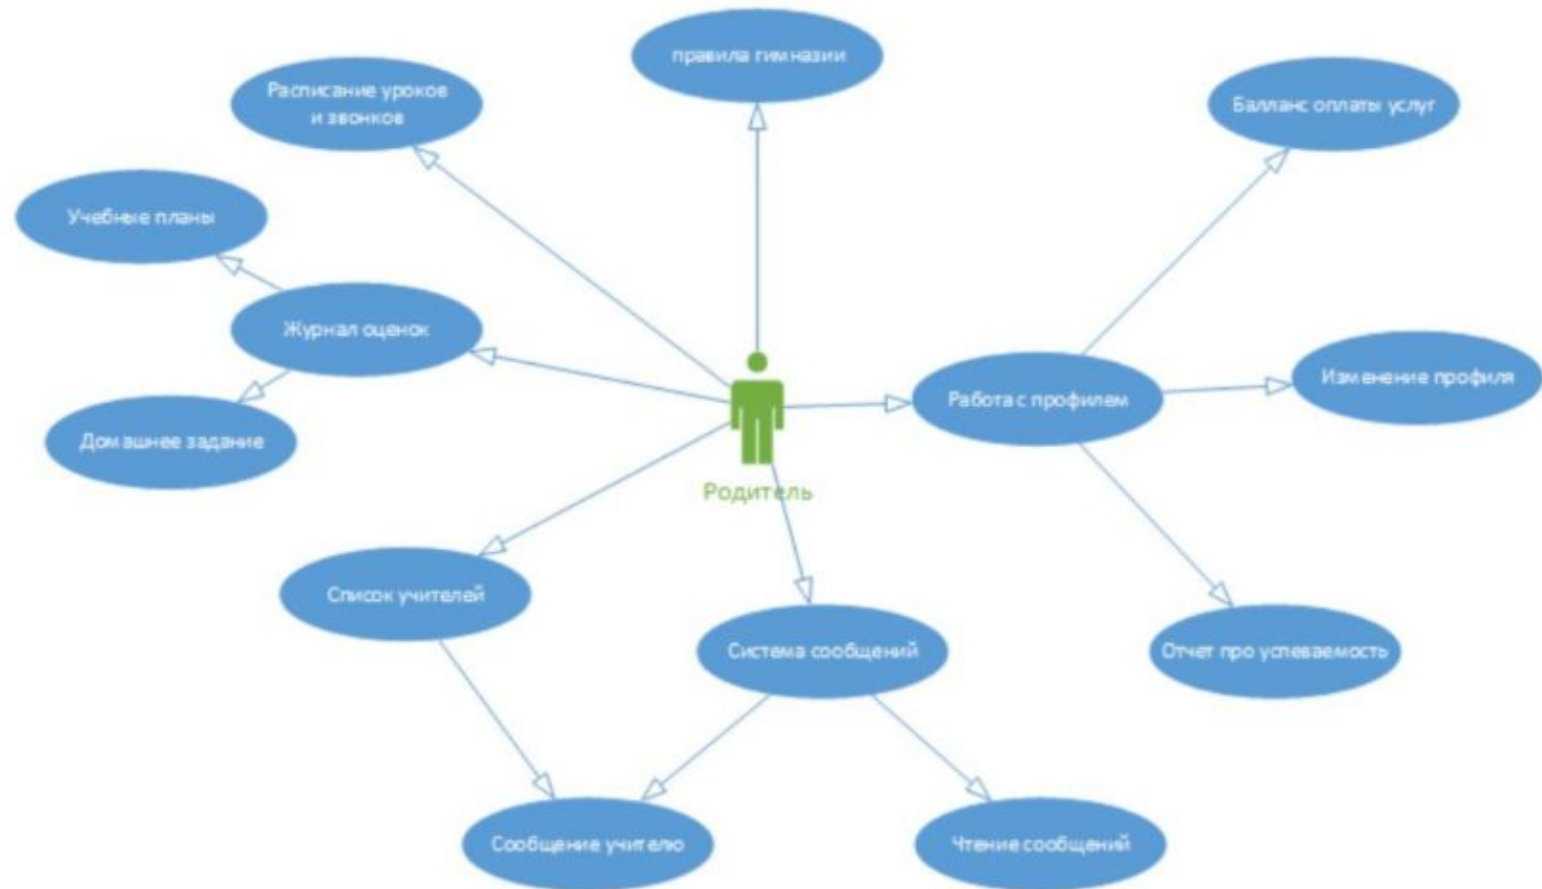 правила гимназии
Расписание уроков
и звонков
Балланс оплаты услуг
Учебные планы
Журнал оценок
Изменение профиля
Работа с профилем
Домашнее задание
Родитель
Список учителей
Система сообщений
Отчет про успеваемость
Сообщение учителю
Чтение сообщений